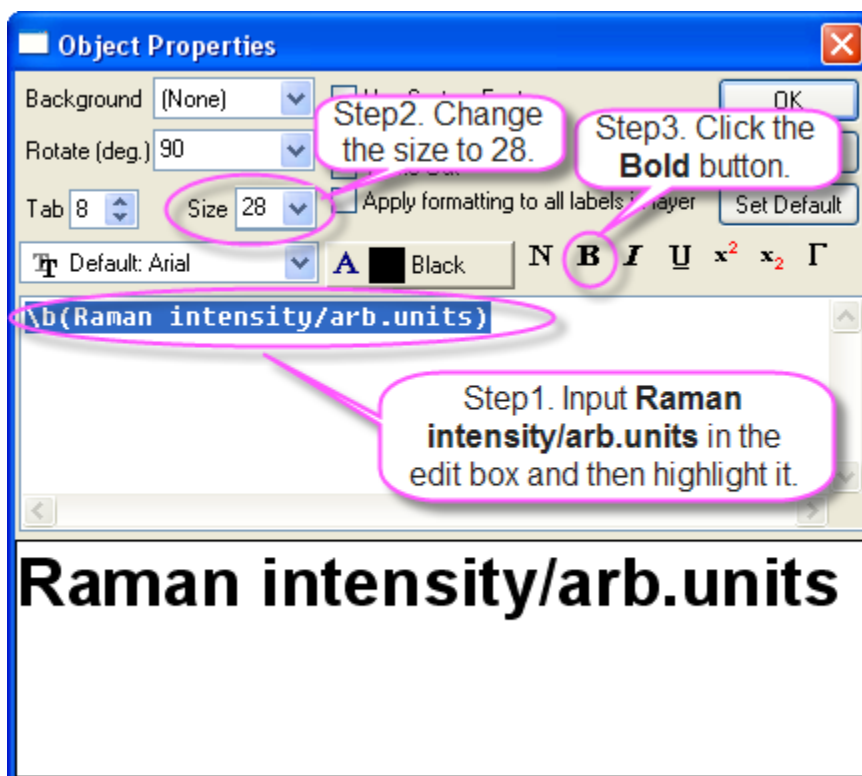 Object Properties
Background (None)
OK
Step2. Change
the size to 28.
Step3. Click the
Bold button.
Rotate (deg.) 90
Tab 8 Size 28 Apply formatting to all labels layer Set Default
Default: Arial A Black N B I U x² x₂ Γ
\b(Raman intensity/arb.units)
Step1. Input Raman
intensity/arb.units in the
edit box and then highlight it.
Raman intensity/arb.units